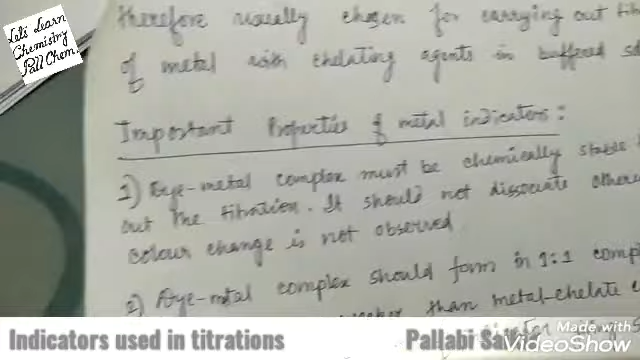 Let's Learn
Chemistry
Pall Chem.
therefore usually chosen for carrying out
of metal with chelating agents in buffered
Important Properties of metal indicators:
1) Dye-metal complex must be chemically stable
out the titration. It should not dissociate
colour change is not observed.
2) Dye-metal complex should form in 1:1
than metal-chelate
Indicators used in titrations
Pallabi
Made with
VideoShow